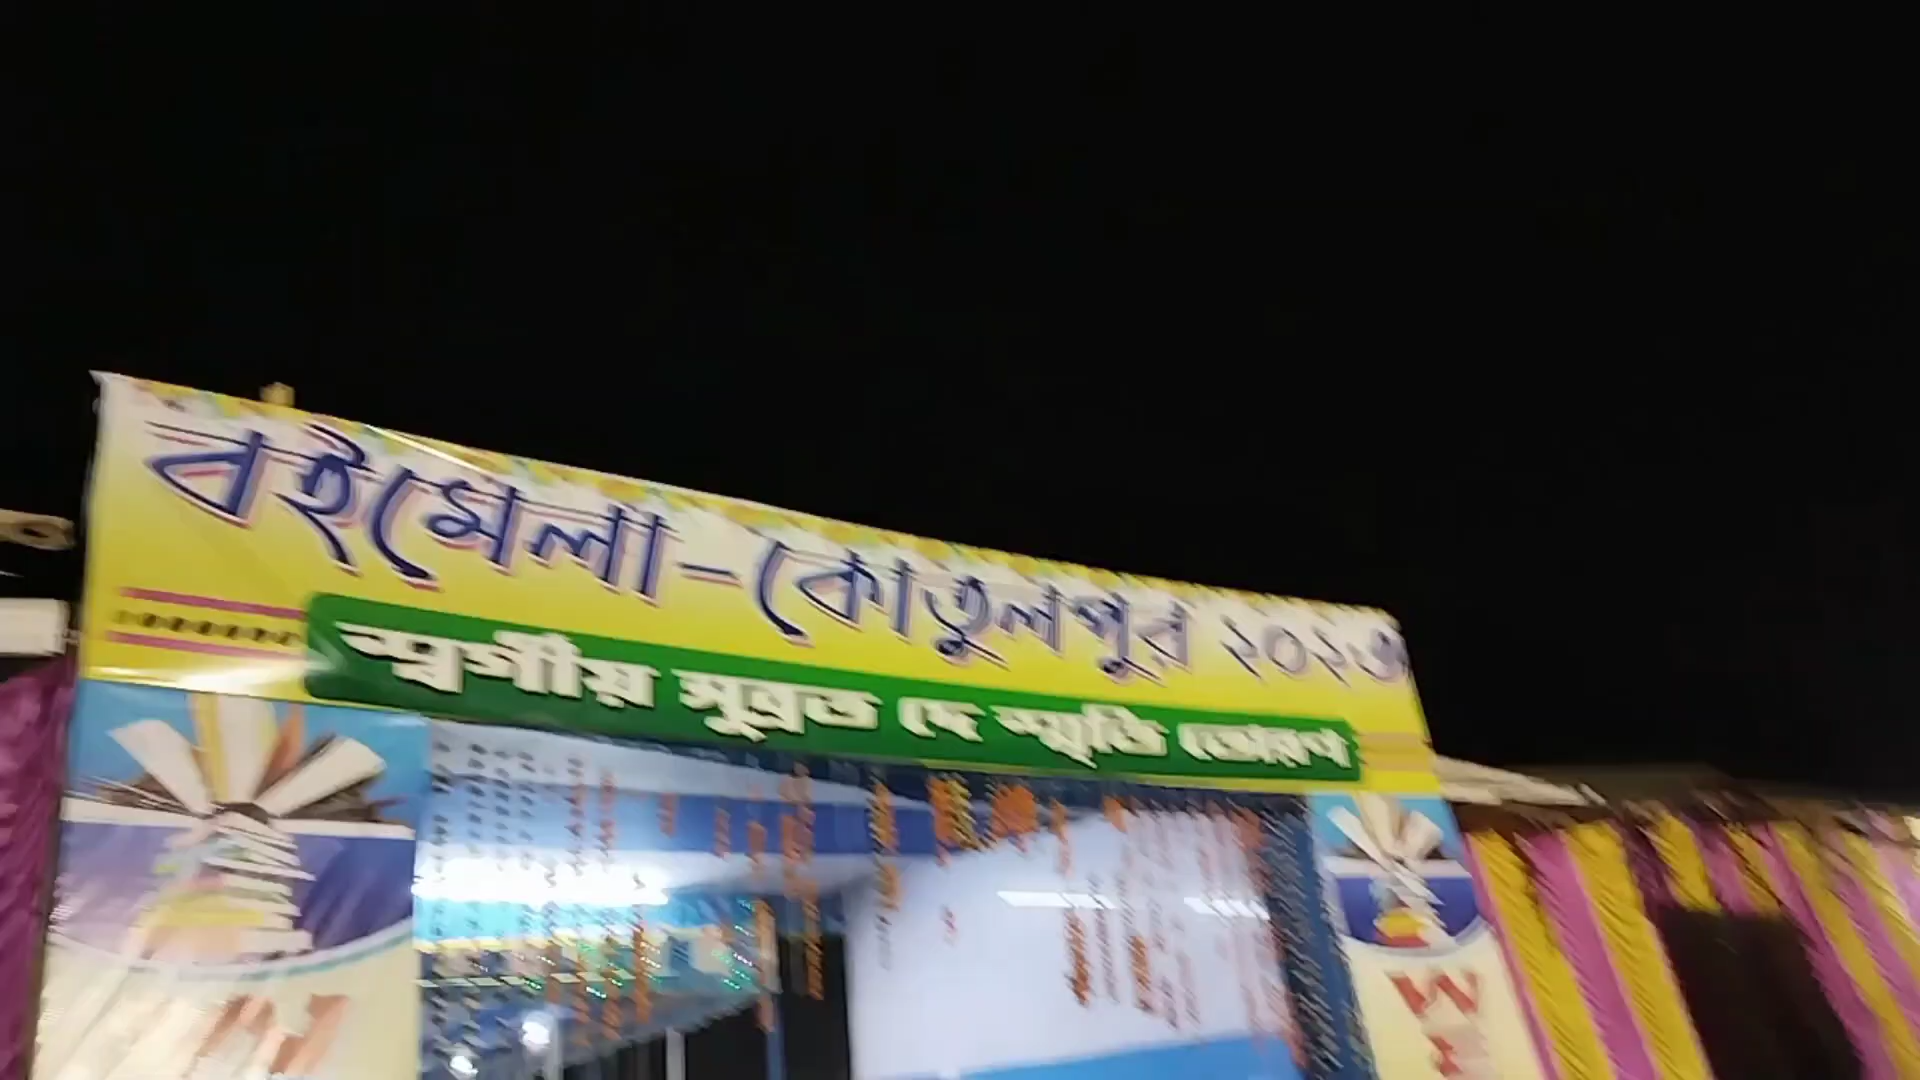 বইমেলা-কোতুলপুর ২০২৩
স্বর্গীয় সুব্রত দে স্মৃতি তোরণ